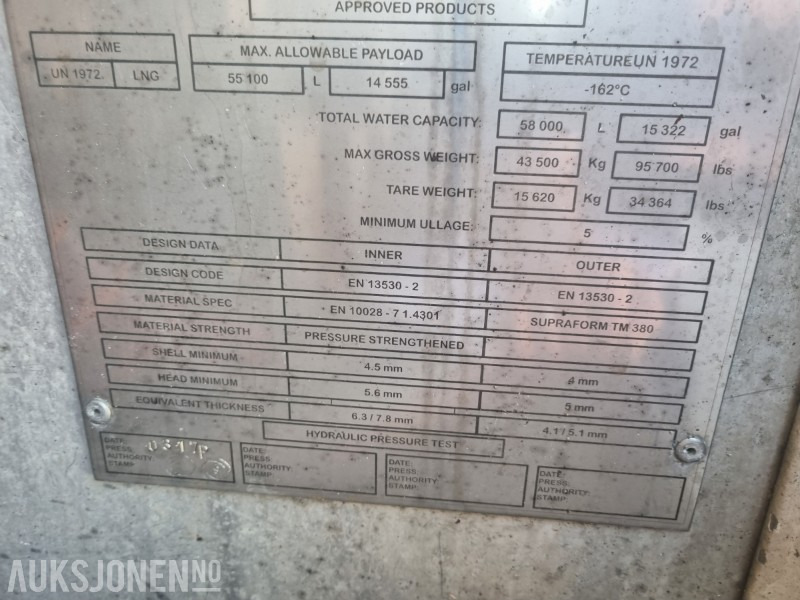 APPROVED PRODUCTS
NAME MAX. ALLOWABLE PAYLOAD TEMPERATUREUN 1972
UN 1972. LNG 55 100 L 14 555 gal -162°C
TOTAL WATER CAPACITY: 58 000 L 15 322 gal
MAX GROSS WEIGHT: 43 500 Kg 95 700 lbs
TARE WEIGHT: 15 620 Kg 34 364 lbs
MINIMUM ULLAGE: 5 %
DESIGN DATA INNER OUTER
DESIGN CODE EN 13530 - 2 EN 13530 - 2
MATERIAL SPEC EN 10028 - 7 1.4301 SUPRAFORM TM 380
MATERIAL STRENGTH PRESSURE STRENGTHENED
SHELL MINIMUM 4.5 mm 4 mm
HEAD MINIMUM 5.6 mm 5 mm
EQUIVALENT THICKNESS 6.3 / 7.8 mm 4.1 / 5.1 mm
HYDRAULIC PRESSURE TEST
DATE: DATE: DATE: DATE:
PRESS: PRESS: PRESS: PRESS:
AUTHORITY: AUTHORITY: AUTHORITY: AUTHORITY:
STAMP: STAMP: STAMP: STAMP:
AUKSJONEN.NO